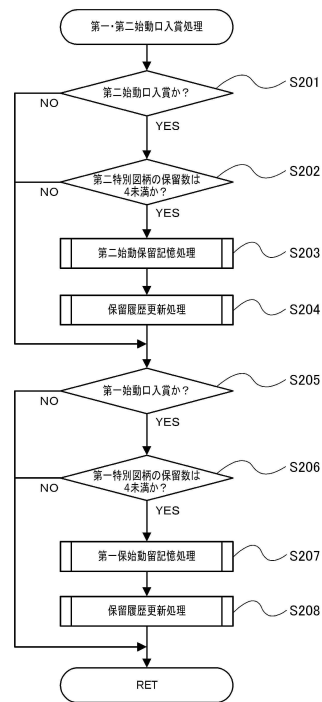 第一・第二始動口入賞処理
第二始動口入賞か？
S201
NO
YES
第二特別図柄の保留数は
4未満か？
S202
NO
YES
第二始動保留記憶処理
S203
保留履歴更新処理
S204
第一始動口入賞か？
S205
NO
YES
第一特別図柄の保留数は
4未満か？
S206
NO
YES
第一保始動留記憶処理
S207
保留履歴更新処理
S208
RET